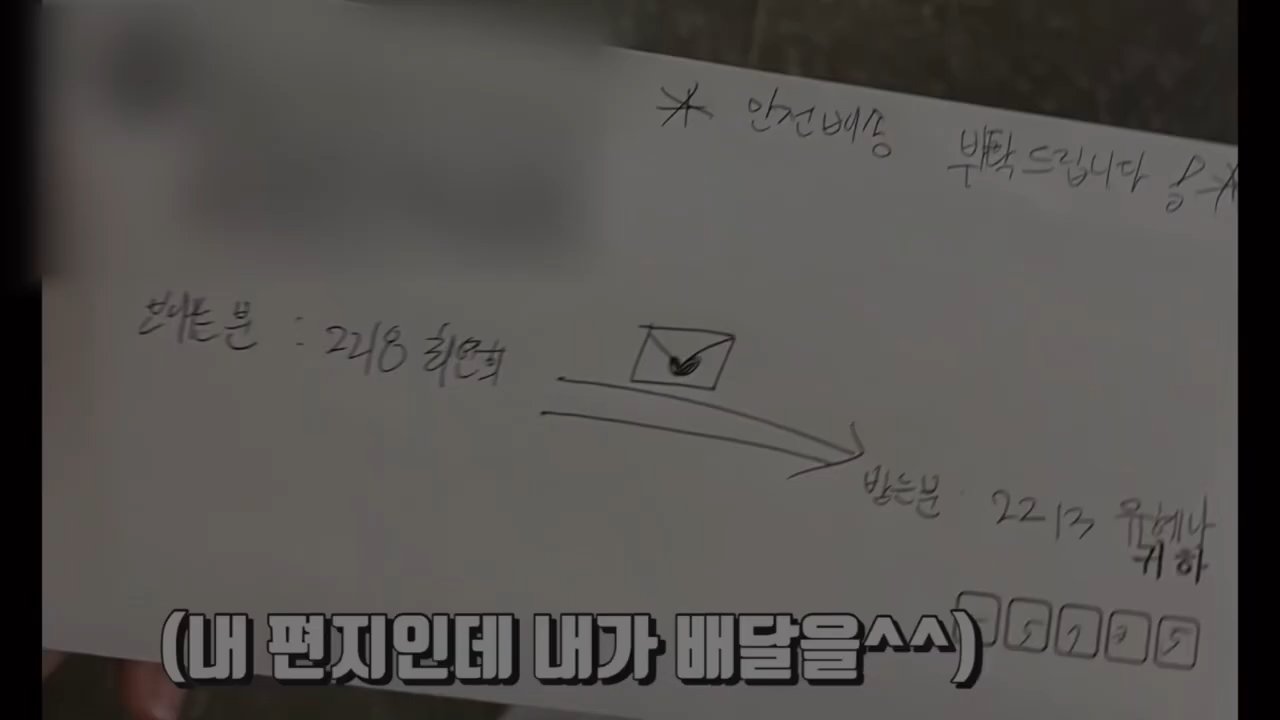 * 안전배송 부탁드립니다 !*
보내는분 : 2218 최연희
받는분 : 2213 유혜나
귀하
(내 편지인데 내가 배달을^^)